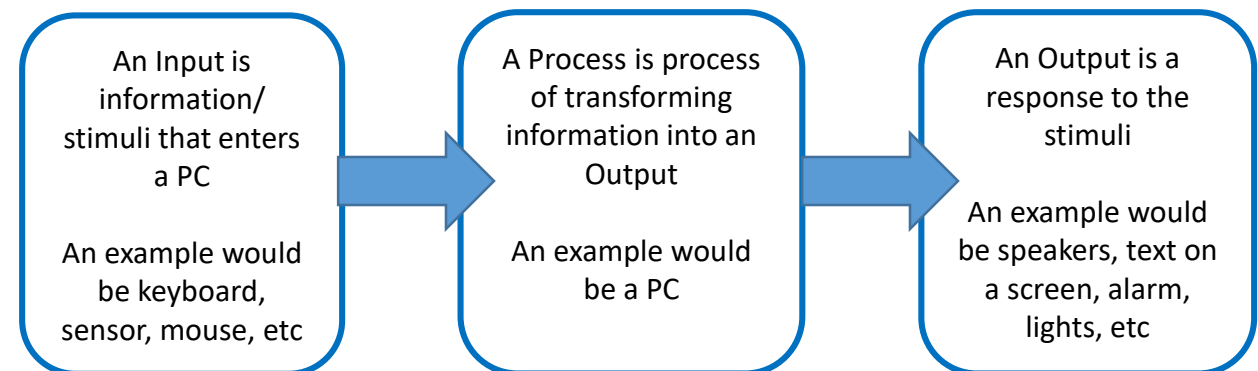 An Input is
information/
stimuli that enters
a PC
An example would
be keyboard,
sensor, mouse, etc
A Process is process
of transforming
information into an
Output
An example would
be a PC
An Output is a
response to the
stimuli
An example would
be speakers, text on
a screen, alarm,
lights, etc